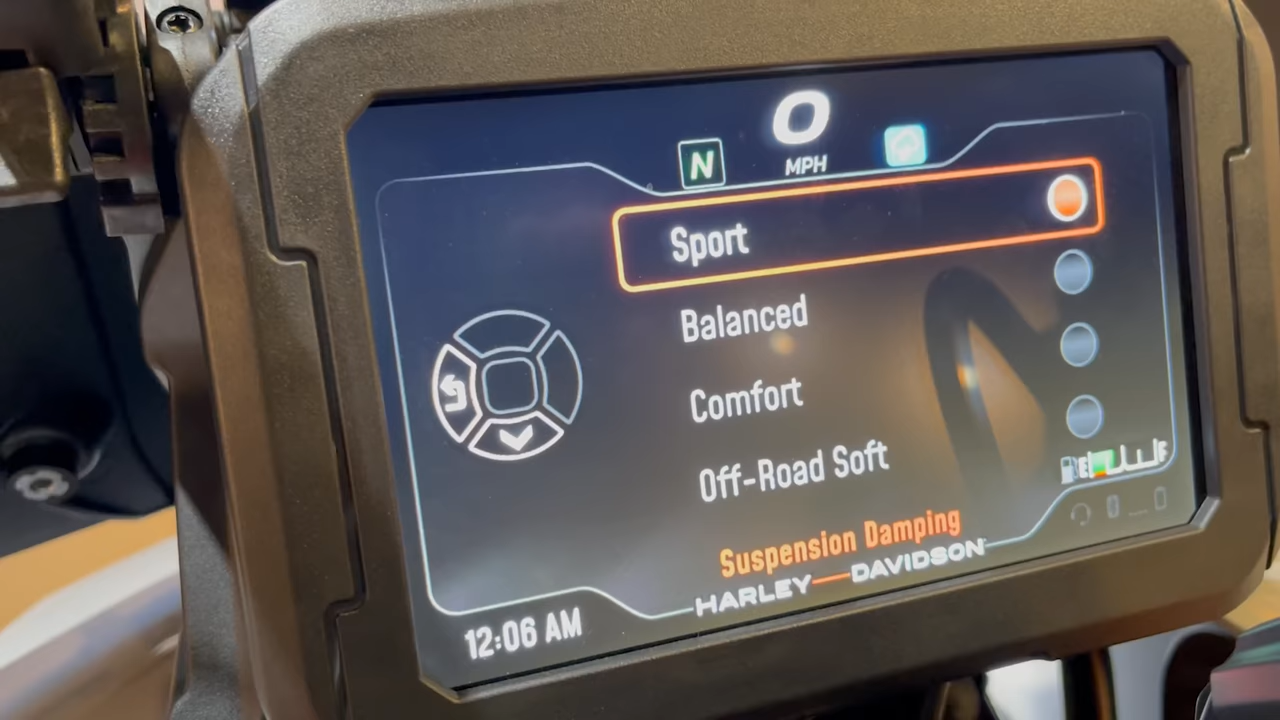 0
N
MPH
Sport
Balanced
Comfort
Off-Road Soft
E F
Suspension Damping
HARLEY—DAVIDSON
12:06 AM